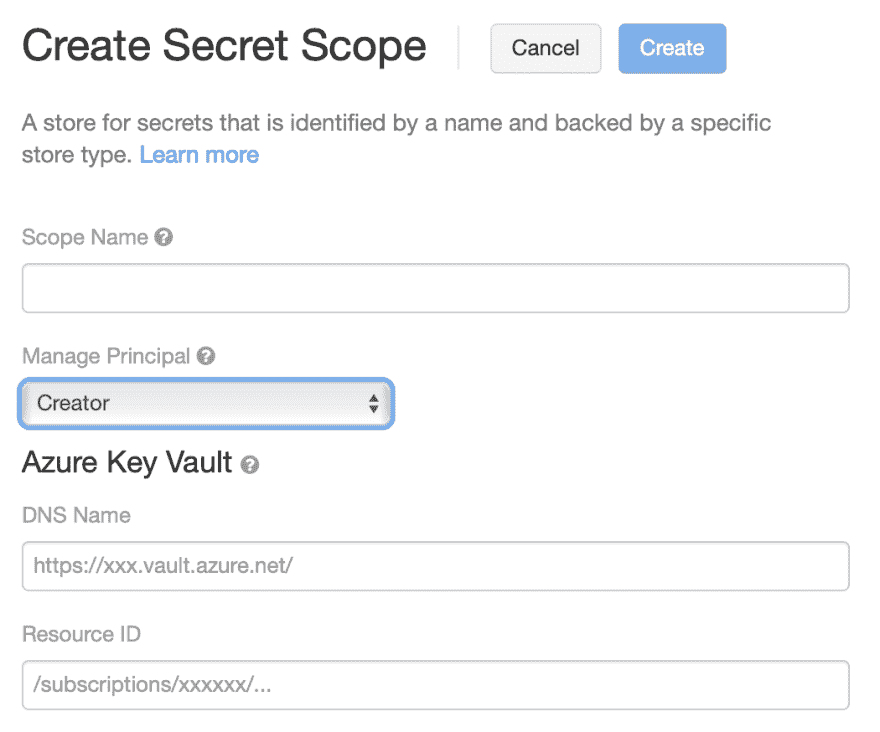 Create Secret Scope
Cancel
Create
A store for secrets that is identified by a name and backed by a specific
store type. Learn more
Scope Name ?
Manage Principal ?
Creator
Azure Key Vault ?
DNS Name
https://xxx.vault.azure.net/
Resource ID
/subscriptions/xxxxxx/...